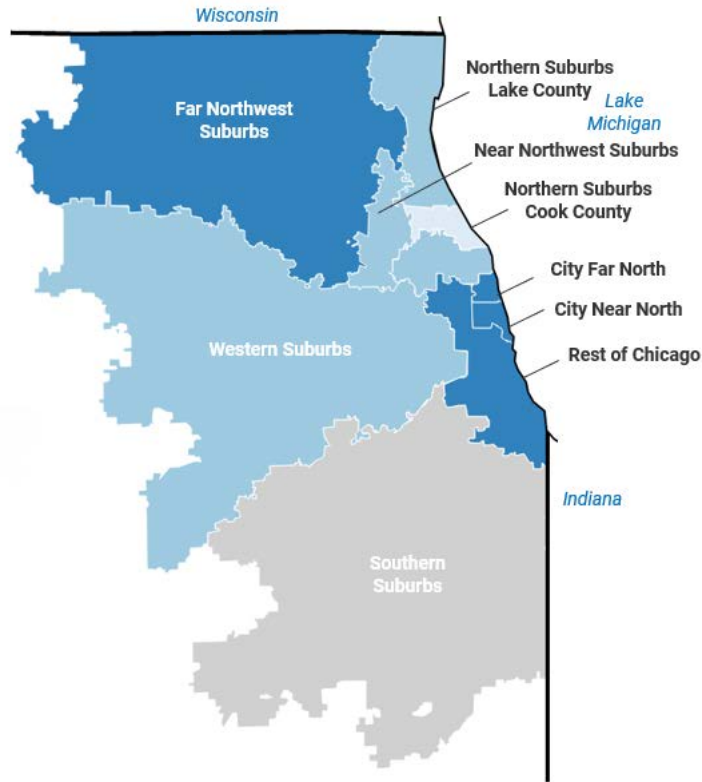 Wisconsin
Northern Suburbs
Lake County
Lake
Michigan
Far Northwest
Suburbs
Near Northwest Suburbs
Northern Suburbs
Cook County
City Far North
City Near North
Western Suburbs
Rest of Chicago
Indiana
Southern
Suburbs